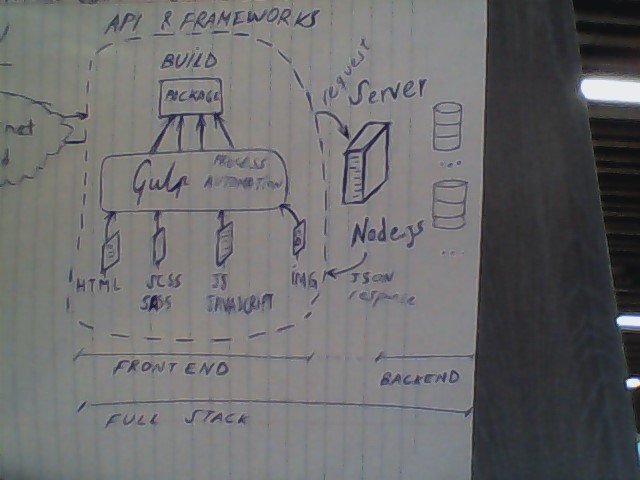 API & FRAMEWORKS
BUILD
PACKAGE
request
Server
Gulp
PROCESS
AUTOMATION
Node.js
HTML
SCSS
SASS
JS
JAVASCRIPT
IMG
JSON
response
FRONT END
BACKEND
FULL STACK